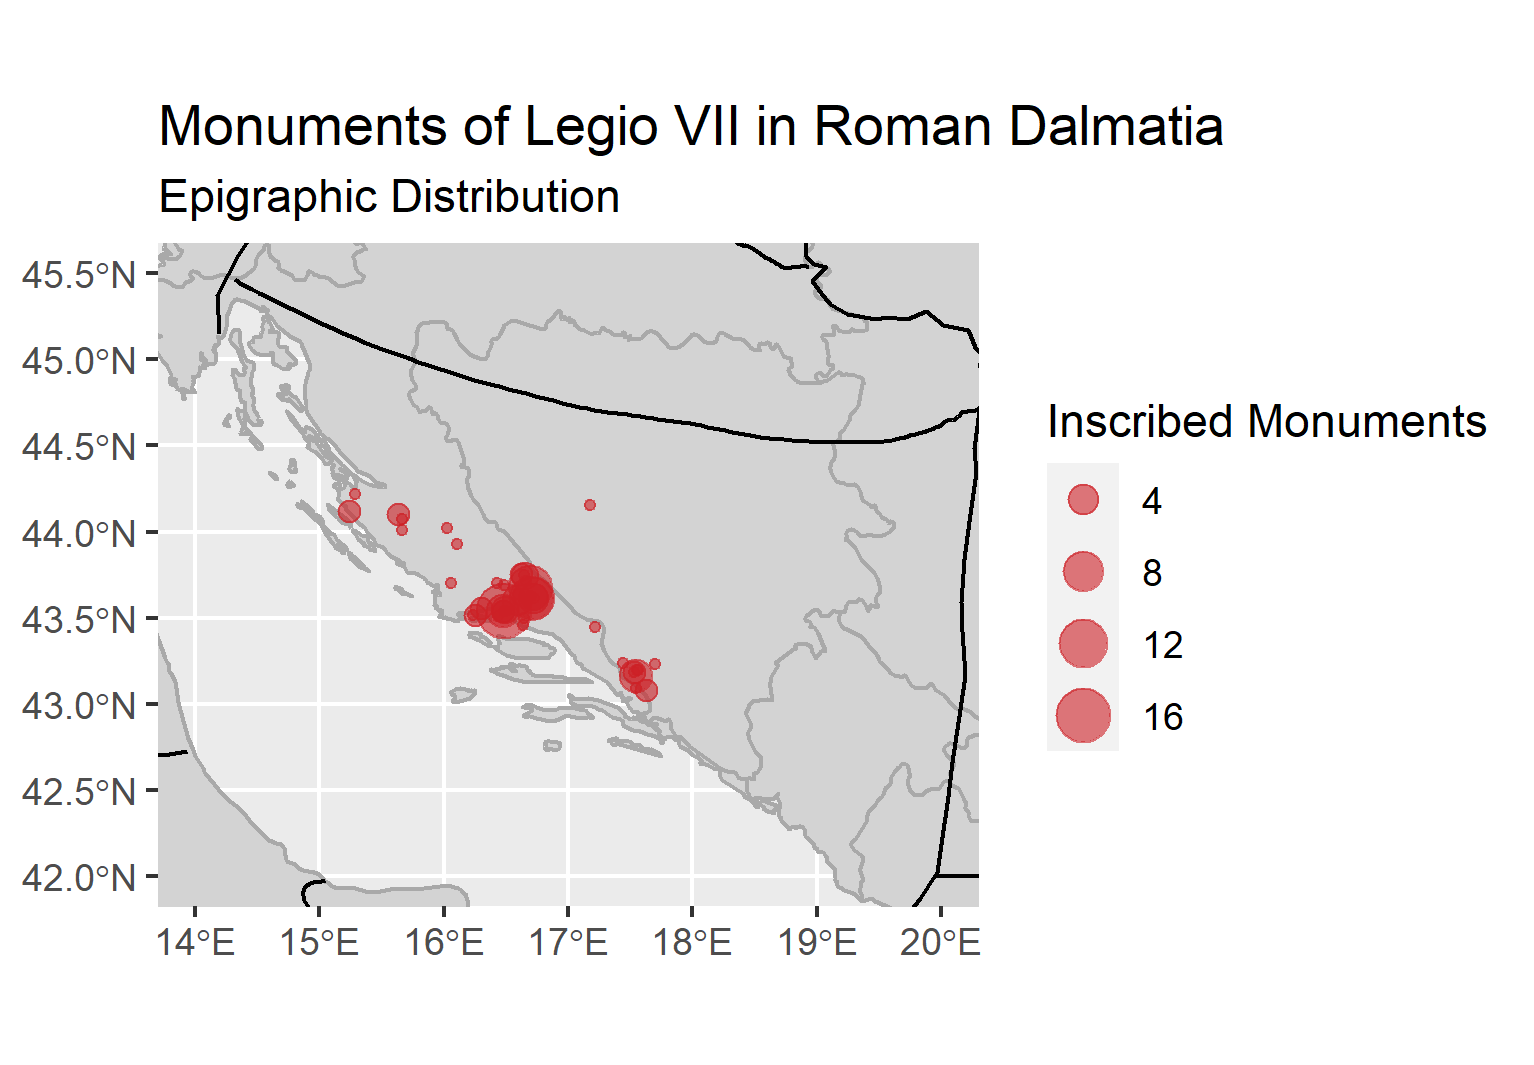 Monuments of Legio VII in Roman Dalmatia
Epigraphic Distribution
45.5°N
45.0°N
44.5°N
44.0°N
43.5°N
43.0°N
42.5°N
42.0°N
14°E 15°E 16°E 17°E 18°E 19°E 20°E
Inscribed Monuments
4
8
12
16